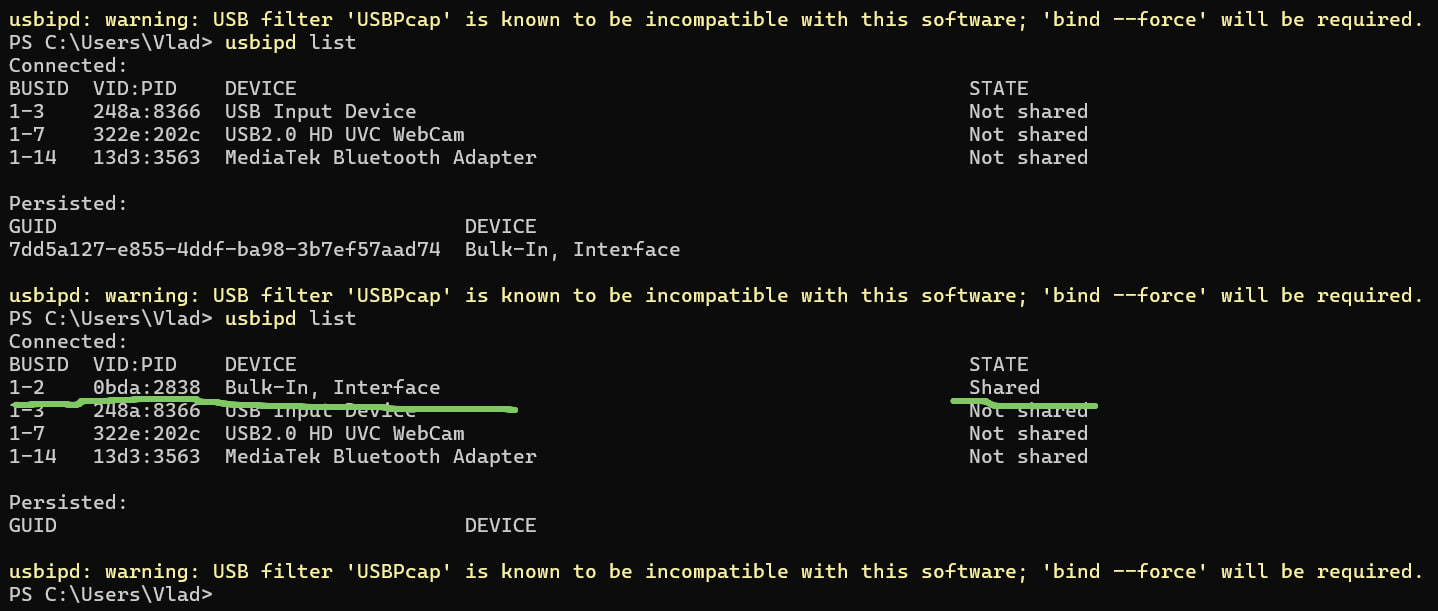 usbipd: warning: USB filter 'USBPcap' is known to be incompatible with this software; 'bind --force' will be required.
PS C:\Users\Vlad> usbipd list
Connected:
BUSID  VID:PID    DEVICE                                                        STATE
1-3    248a:8366  USB Input Device                                              Not shared
1-7    322e:202c  USB2.0 HD UVC WebCam                                          Not shared
1-14   13d3:3563  MediaTek Bluetooth Adapter                                    Not shared
Persisted:
GUID                                  DEVICE
7dd5a127-e855-4ddf-ba98-3b7ef57aad74  Bulk-In, Interface
usbipd: warning: USB filter 'USBPcap' is known to be incompatible with this software; 'bind --force' will be required.
PS C:\Users\Vlad> usbipd list
Connected:
BUSID  VID:PID    DEVICE                                                        STATE
1-2    0bda:2838  Bulk-In, Interface                                            Shared
1-3    248a:8366  USB Input Device                                              Not shared
1-7    322e:202c  USB2.0 HD UVC WebCam                                          Not shared
1-14   13d3:3563  MediaTek Bluetooth Adapter                                    Not shared
Persisted:
GUID                                  DEVICE
usbipd: warning: USB filter 'USBPcap' is known to be incompatible with this software; 'bind --force' will be required.
PS C:\Users\Vlad>